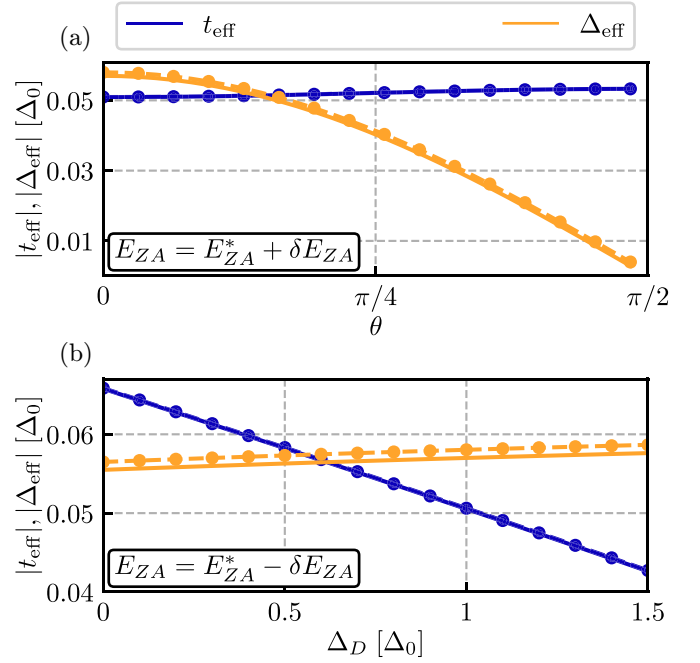 t_eff Δ_eff
(a)
|t_eff|, |Δ_eff| [Δ_0]
0.05
0.03
0.01
E_ZA = E*_ZA + δE_ZA
0 π/4 π/2
θ
(b)
|t_eff|, |Δ_eff| [Δ_0]
0.06
0.05
0.04
E_ZA = E*_ZA − δE_ZA
0 0.5 1 1.5
Δ_D [Δ_0]